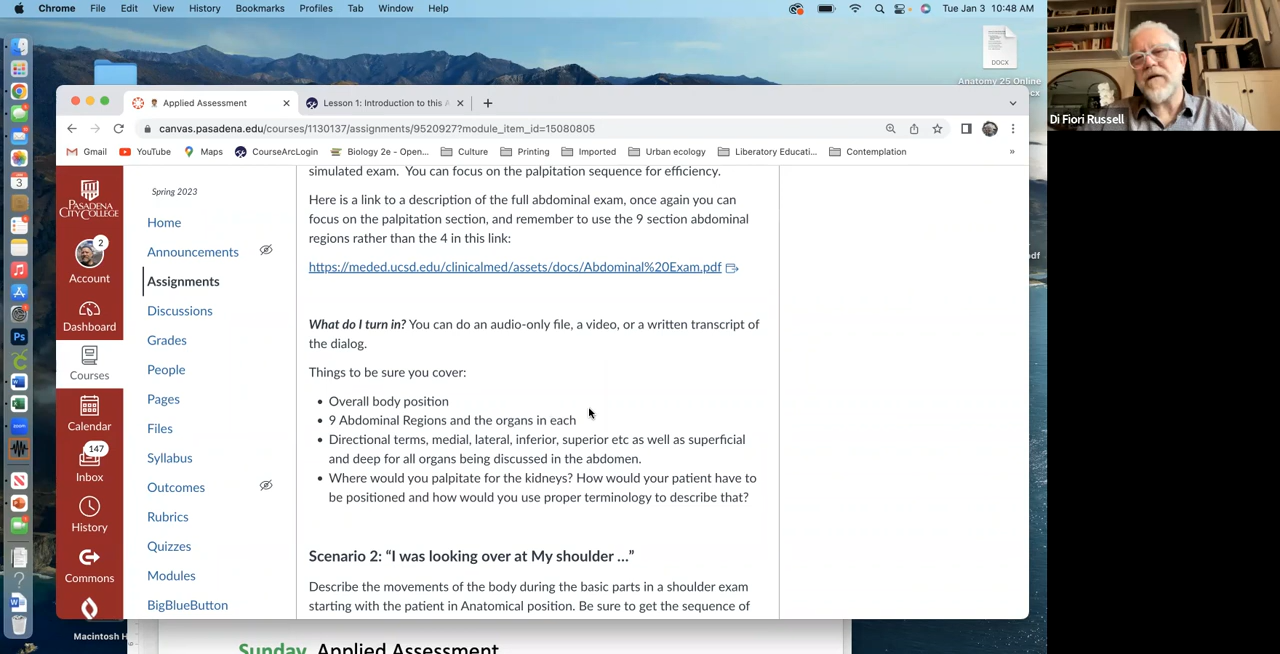 Chrome File Edit View History Bookmarks Profiles Tab Window Help
Tue Jan 3 10:48 AM
DOCX
Anatomy 25 Online
Di Fiori Russell
Applied Assessment
Lesson 1: Introduction to this
canvas.pasadena.edu/courses/1130137/assignments/9520927?module_item_id=15080805
Gmail YouTube Maps CourseArcLogin Biology 2e - Open... Culture Printing Imported Urban ecology Liberatory Educati... Contemplation »
PASADENA
CITY COLLEGE
2
Account
Dashboard
Courses
Calendar
147
Inbox
History
Commons
Spring 2023
Home
Announcements
Assignments
Discussions
Grades
People
Pages
Files
Syllabus
Outcomes
Rubrics
Quizzes
Modules
BigBlueButton
simulated exam. You can focus on the palpitation sequence for efficiency.
Here is a link to a description of the full abdominal exam, once again you can
focus on the palpitation section, and remember to use the 9 section abdominal
regions rather than the 4 in this link:
https://meded.ucsd.edu/clinicalmed/assets/docs/Abdominal%20Exam.pdf
What do I turn in? You can do an audio-only file, a video, or a written transcript of
the dialog.
Things to be sure you cover:
• Overall body position
• 9 Abdominal Regions and the organs in each
• Directional terms, medial, lateral, inferior, superior etc as well as superficial
and deep for all organs being discussed in the abdomen.
• Where would you palpitate for the kidneys? How would your patient have to
be positioned and how would you use proper terminology to describe that?
Scenario 2: “I was looking over at My shoulder ...”
Describe the movements of the body during the basic parts in a shoulder exam
starting with the patient in Anatomical position. Be sure to get the sequence of
3
Ps
zoom
Macintosh H
Sunday Applied Assessment